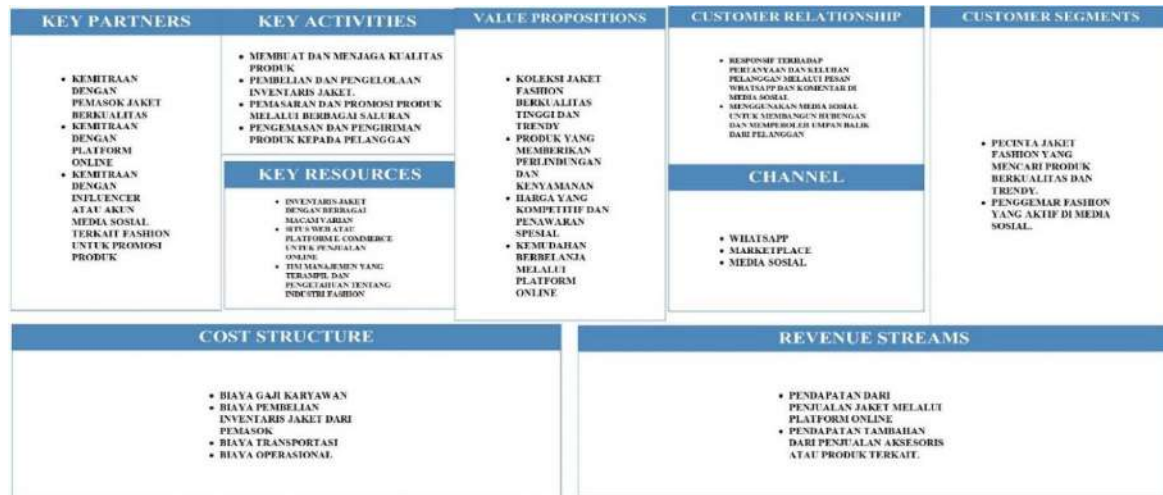 KEY PARTNERS
• KEMITRAAN
DENGAN
PEMASOK JAKET
BERKUALITAS
• KEMITRAAN
DENGAN
PLATFORM
ONLINE
• KEMITRAAN
DENGAN
INFLUENCER
ATAU AKUN
MEDIA SOSIAL
TERKAIT FASHION
UNTUK PROMOSI
PRODUK
KEY ACTIVITIES
• MEMBUAT DAN MENJAGA KUALITAS
PRODUK
• PEMBELIAN DAN PENGELOLAAN
INVENTARIS JAKET.
• PEMASARAN DAN PROMOSI PRODUK
MELALUI BERBAGAI SALURAN
• PENGEMASAN DAN PENGIRIMAN
PRODUK KEPADA PELANGGAN
KEY RESOURCES
• INVENTARIS JAKET
DENGAN BERBAGAI
MACAM VARIAN
• SITUS WEB ATAU
PLATFORM E COMMERCE
UNTUK PENJUALAN
ONLINE
• TIM MANAJEMEN YANG
TERAMPIL DAN
PENGETAHUAN TENTANG
INDUSTRI FASHION
VALUE PROPOSITIONS
• KOLEKSI JAKET
FASHION
BERKUALITAS
TINGGI DAN
TRENDY
• PRODUK YANG
MEMBERIKAN
PERLINDUNGAN
DAN
KENYAMANAN
• HARGA YANG
KOMPETITIF DAN
PENAWARAN
SPESIAL
• KEMUDAHAN
BERBELANJA
MELALUI
PLATFORM
ONLINE
CUSTOMER RELATIONSHIP
• RESPONSIF TERHADAP
PERTANYAAN DAN KELUHAN
PELANGGAN MELALUI PESAN
WHATSAPP DAN KOMENTAR DI
MEDIA SOSIAL
• MENGGUNAKAN MEDIA SOSIAL
UNTUK MEMBANGUN HUBUNGAN
DAN MEMPEROLEH UMPAN BALIK
DARI PELANGGAN
CHANNEL
• WHATSAPP
• MARKETPLACE
• MEDIA SOSIAL
CUSTOMER SEGMENTS
• PECINTA JAKET
FASHION YANG
MENCARI PRODUK
BERKUALITAS DAN
TRENDY.
• PENGGEMAR FASHION
YANG AKTIF DI MEDIA
SOSIAL.
COST STRUCTURE
• BIAYA GAJI KARYAWAN
• BIAYA PEMBELIAN
INVENTARIS JAKET DARI
PEMASOK
• BIAYA TRANSPORTASI
• BIAYA OPERASIONAL
REVENUE STREAMS
• PENDAPATAN DARI
PENJUALAN JAKET MELALUI
PLATFORM ONLINE
• PENDAPATAN TAMBAHAN
DARI PENJUALAN AKSESORIS
ATAU PRODUK TERKAIT.